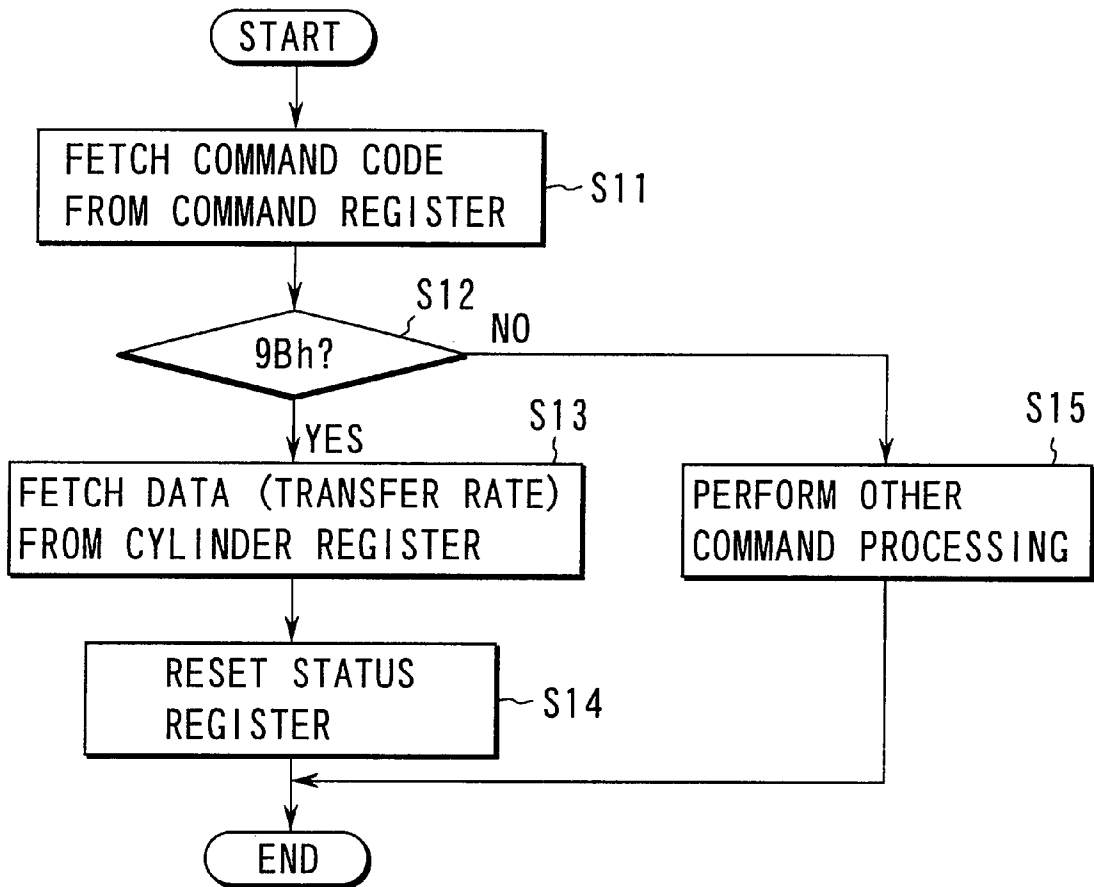 START
FETCH COMMAND CODE
FROM COMMAND REGISTER
S11
S12
9Bh?
NO
YES
S13
FETCH DATA (TRANSFER RATE)
FROM CYLINDER REGISTER
S15
PERFORM OTHER
COMMAND PROCESSING
RESET STATUS
REGISTER
S14
END